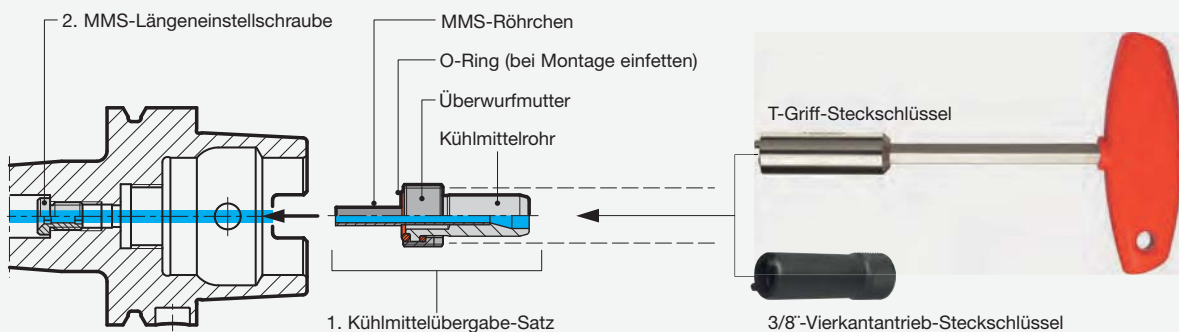 2. MMS-Längeneinstellschraube
MMS-Röhrchen
O-Ring (bei Montage einfetten)
Überwurfmutter
Kühlmittelrohr
T-Griff-Steckschlüssel
1. Kühlmittelübergabe-Satz
3/8¨-Vierkantantrieb-Steckschlüssel